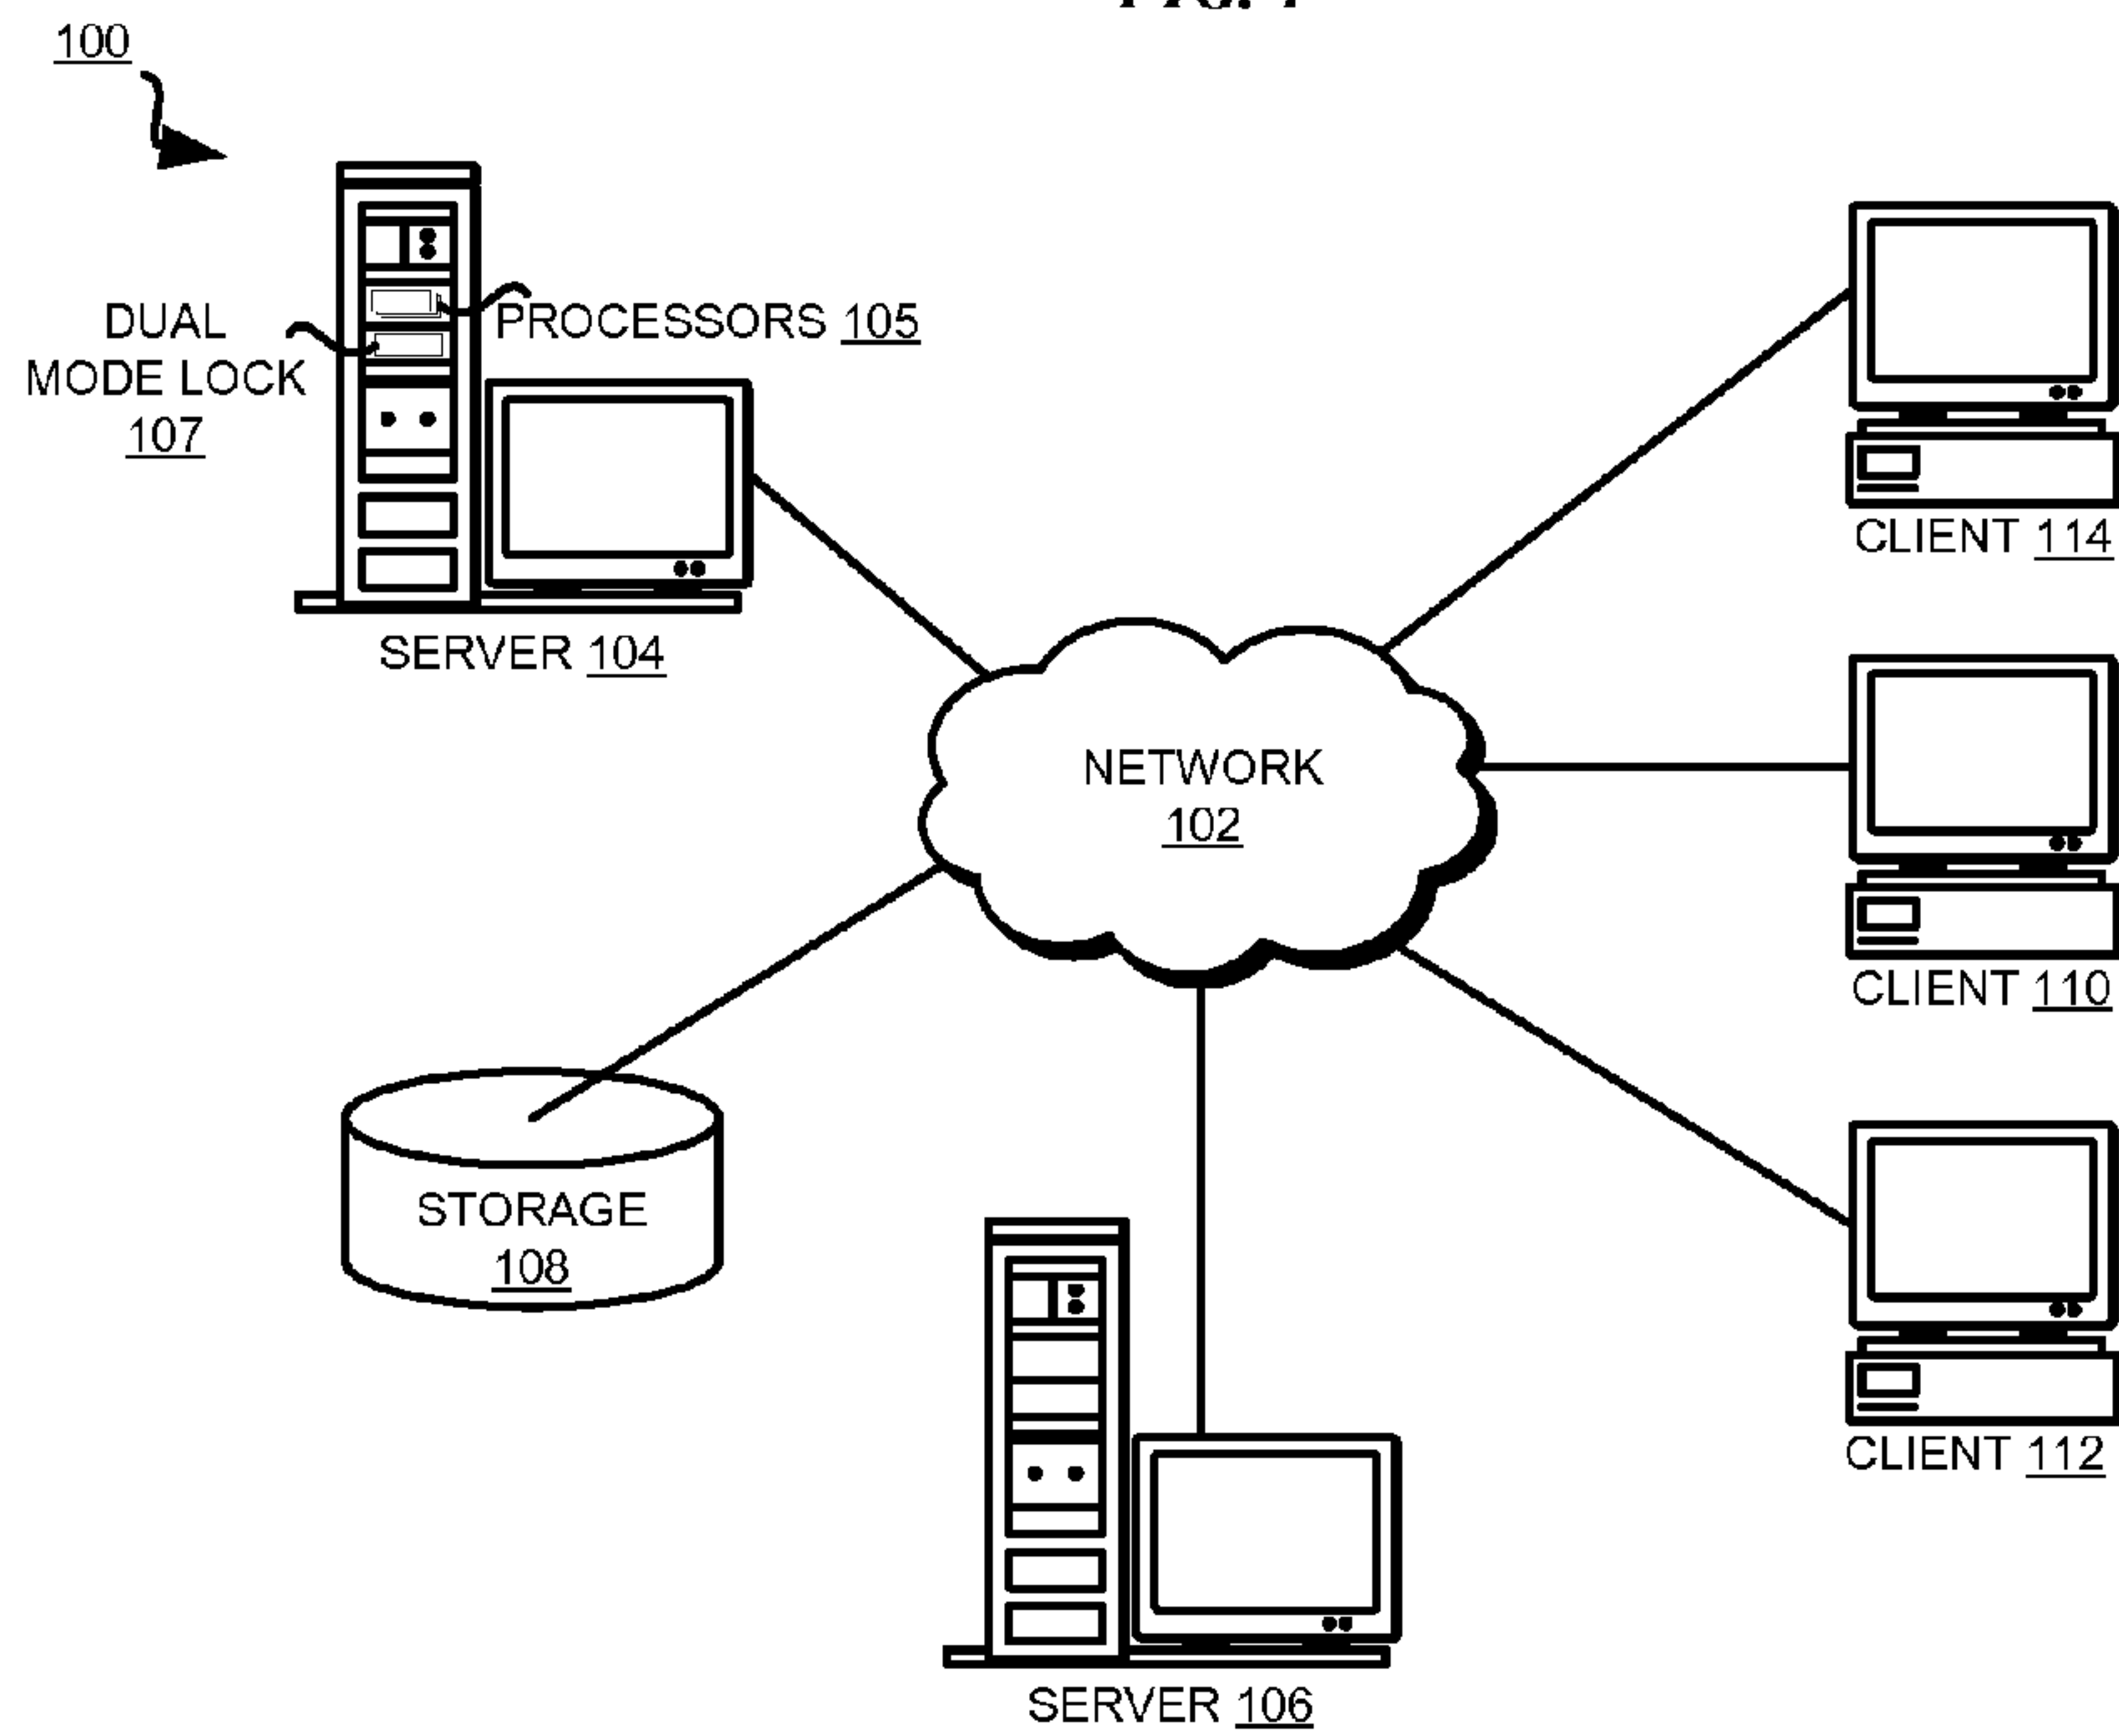 100
DUAL
MODE LOCK
107
PROCESSORS 105
SERVER 104
CLIENT 114
NETWORK
102
CLIENT 110
STORAGE
108
CLIENT 112
SERVER 106